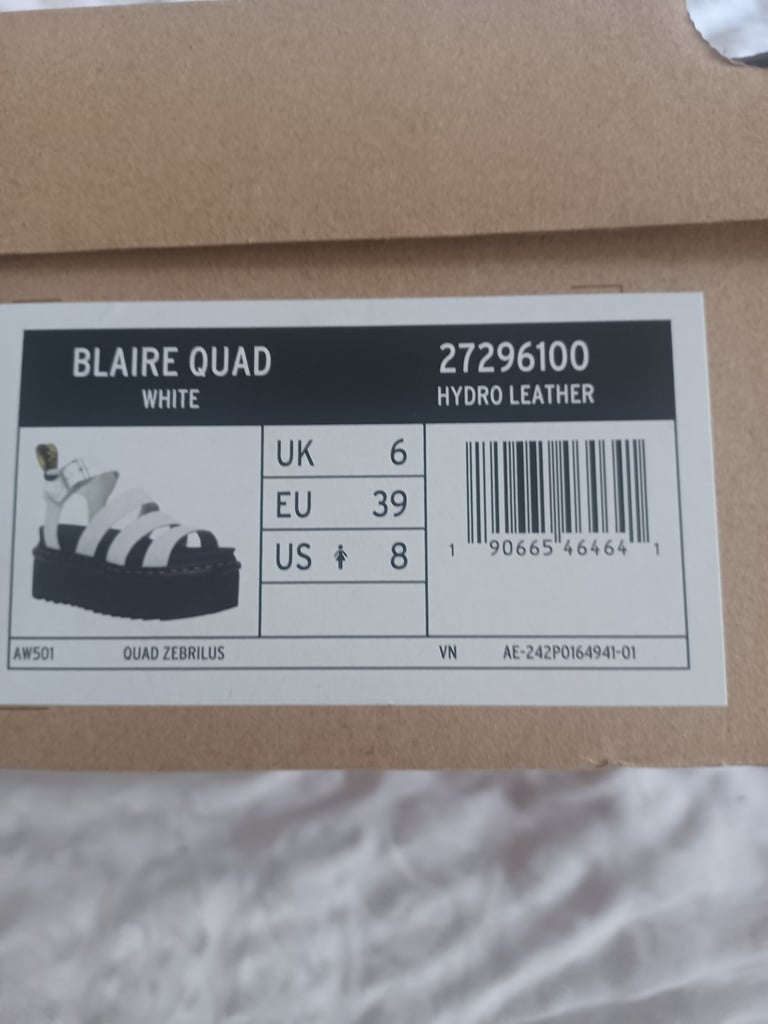 BLAIRE QUAD
WHITE
27296100
HYDRO LEATHER
UK 6
EU 39
US 8
1 90665 46464 1
AW501 QUAD ZEBRILUS VN AE-242P0164941-01